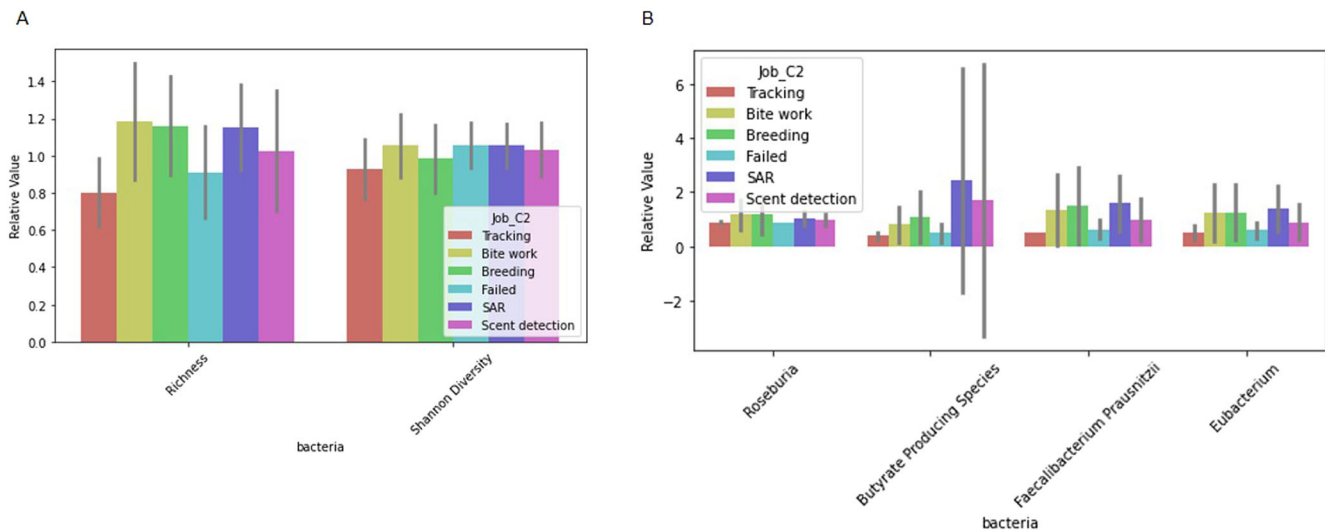 A
Relative Value
1.4
1.2
1.0
0.8
0.6
0.4
0.2
0.0
Job_C2
Tracking
Bite work
Breeding
Failed
SAR
Scent detection
Richness
Shannon Diversity
bacteria
B
Relative Value
6
4
2
0
−2
Job_C2
Tracking
Bite work
Breeding
Failed
SAR
Scent detection
Roseburia
Butyrate Producing Species
Faecalibacterium Prausnitzii
Eubacterium
bacteria